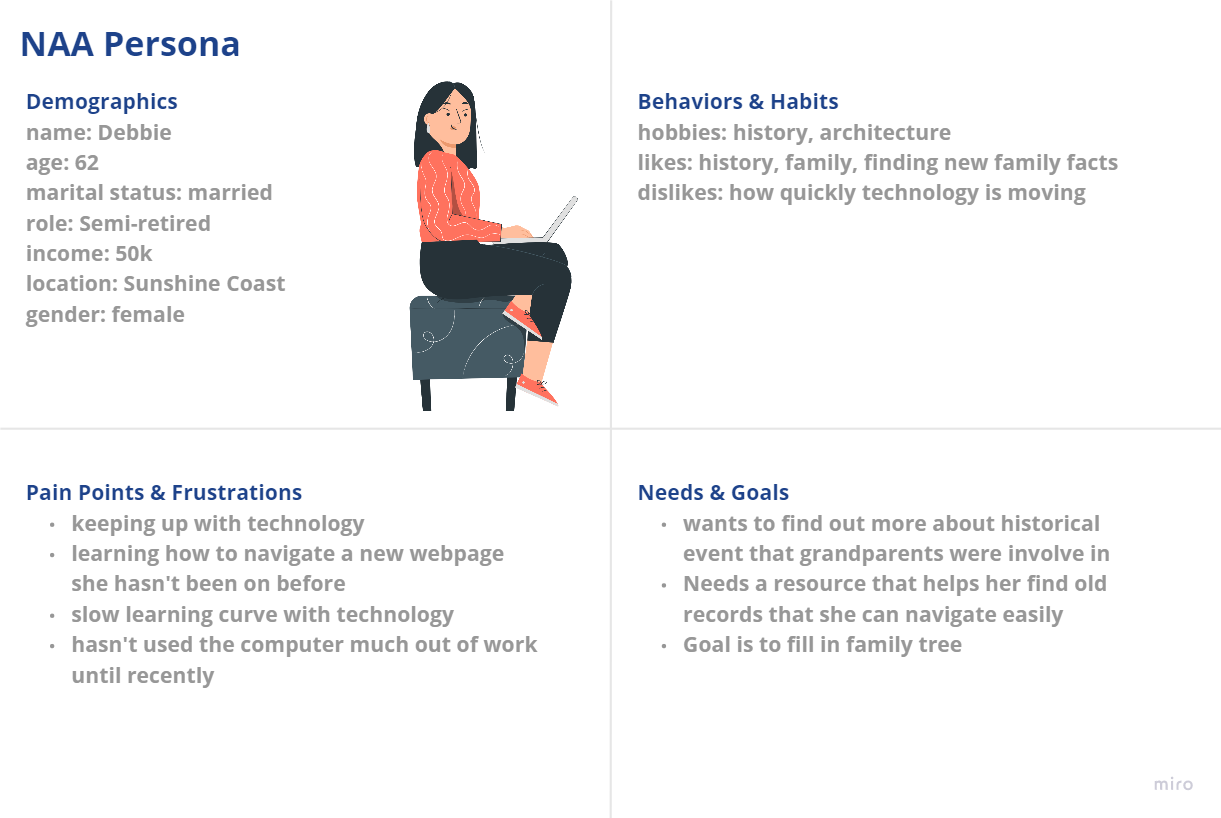 NAA Persona
Demographics
name: Debbie
age: 62
marital status: married
role: Semi-retired
income: 50k
location: Sunshine Coast
gender: female
Behaviors & Habits
hobbies: history, architecture
likes: history, family, finding new family facts
dislikes: how quickly technology is moving
Pain Points & Frustrations
• keeping up with technology
• learning how to navigate a new webpage
she hasn't been on before
• slow learning curve with technology
• hasn't used the computer much out of work
until recently
Needs & Goals
• wants to find out more about historical
event that grandparents were involve in
• Needs a resource that helps her find old
records that she can navigate easily
• Goal is to fill in family tree
miro